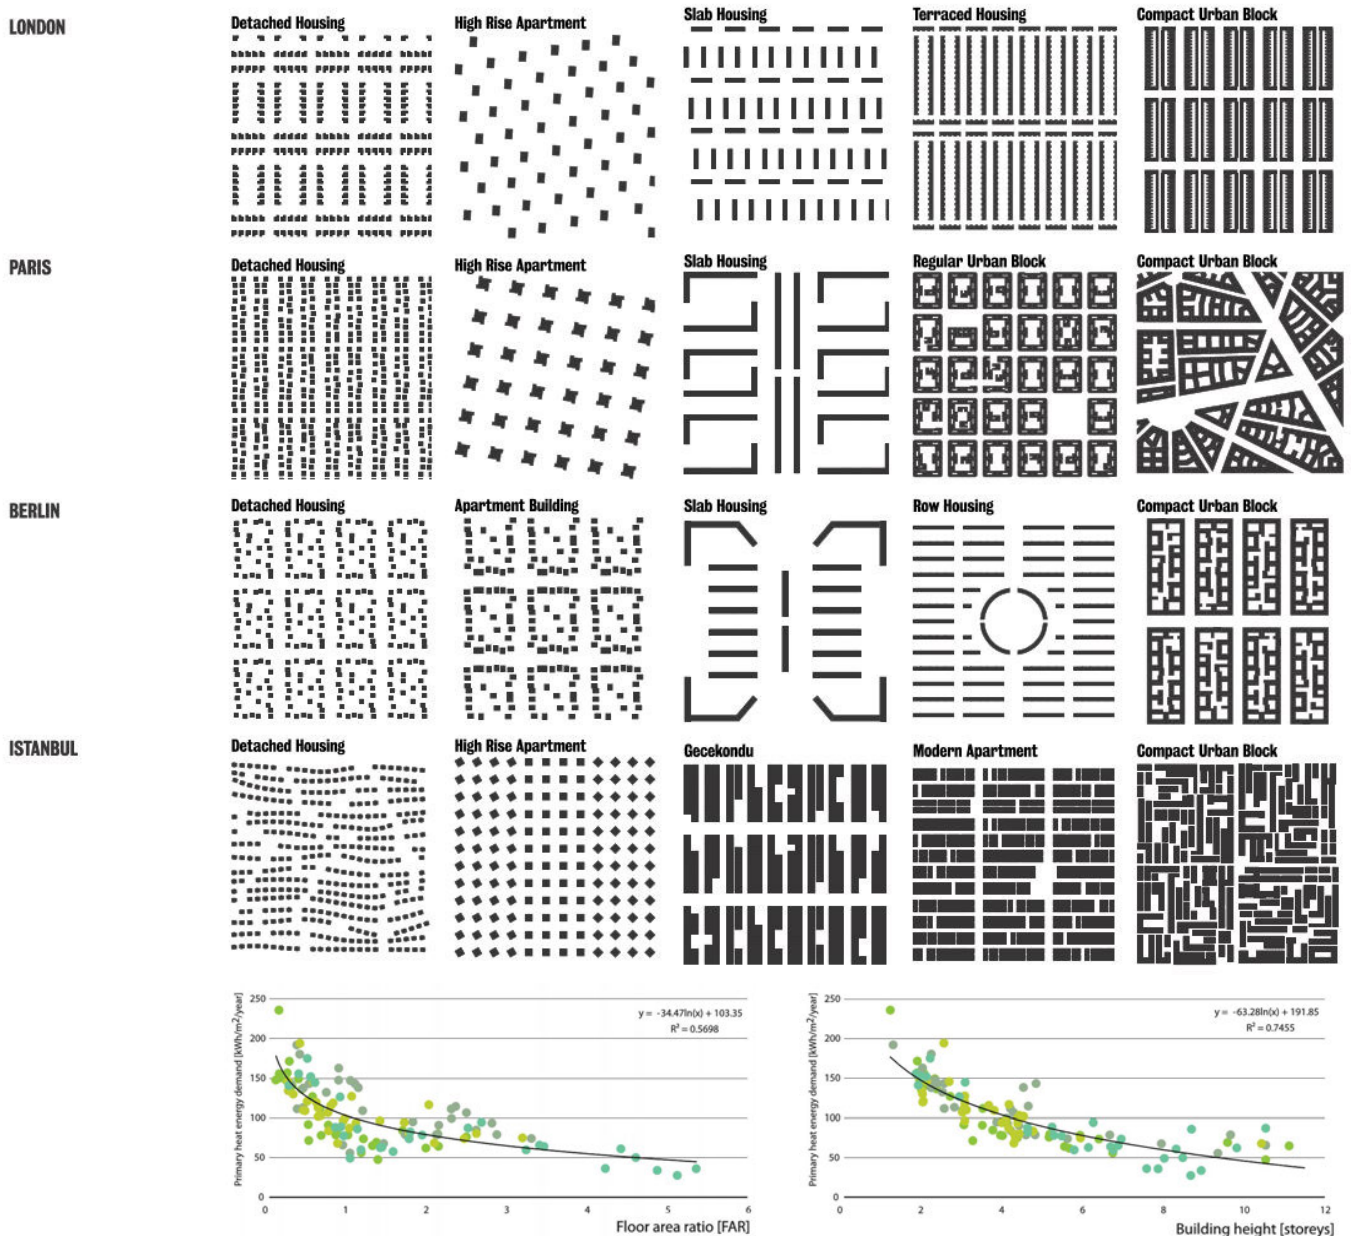 LONDON
Detached Housing
High Rise Apartment
Slab Housing
Terraced Housing
Compact Urban Block
PARIS
Detached Housing
High Rise Apartment
Slab Housing
Regular Urban Block
Compact Urban Block
BERLIN
Detached Housing
Apartment Building
Slab Housing
Row Housing
Compact Urban Block
ISTANBUL
Detached Housing
High Rise Apartment
Gecekondu
Modern Apartment
Compact Urban Block
Primary heat energy demand [kWh/m²/year]
250
200
150
100
50
0
y = -34.47ln(x) + 103.35
R² = 0.5698
0 1 2 3 4 5 6
Floor area ratio [FAR]
Primary heat energy demand [kWh/m²/year]
250
200
150
100
50
0
y = -63.28ln(x) + 191.85
R² = 0.7455
0 2 4 6 8 10 12
Building height [storeys]